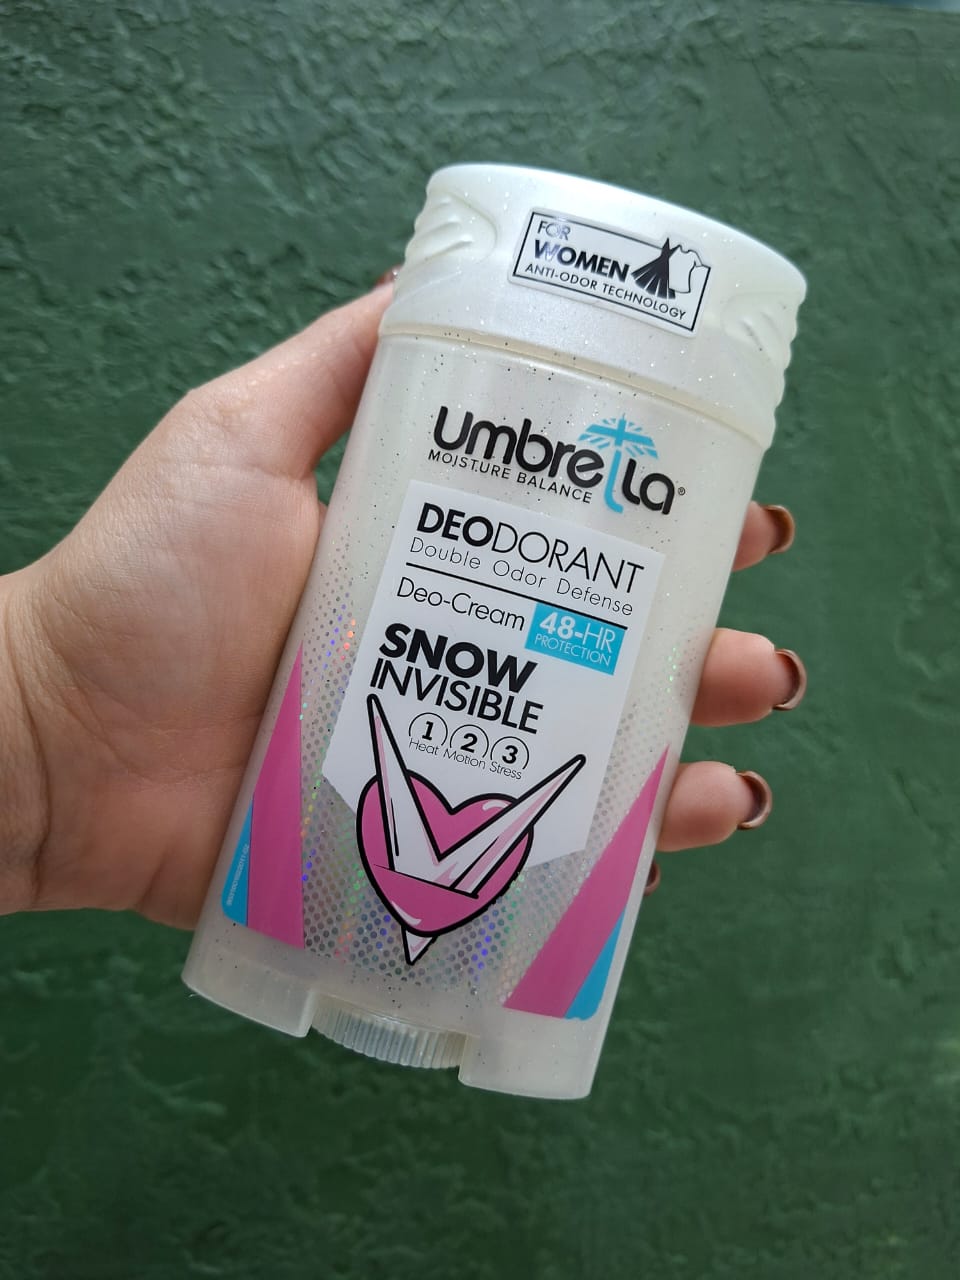 FOR
WOMEN
ANTI-ODOR TECHNOLOGY
Umbrella®
MOISTURE BALANCE
DEODORANT
Double Odor Defense
Deo-Cream
48-HR
PROTECTION
SNOW
INVISIBLE
1 2 3
Heat Motion Stress